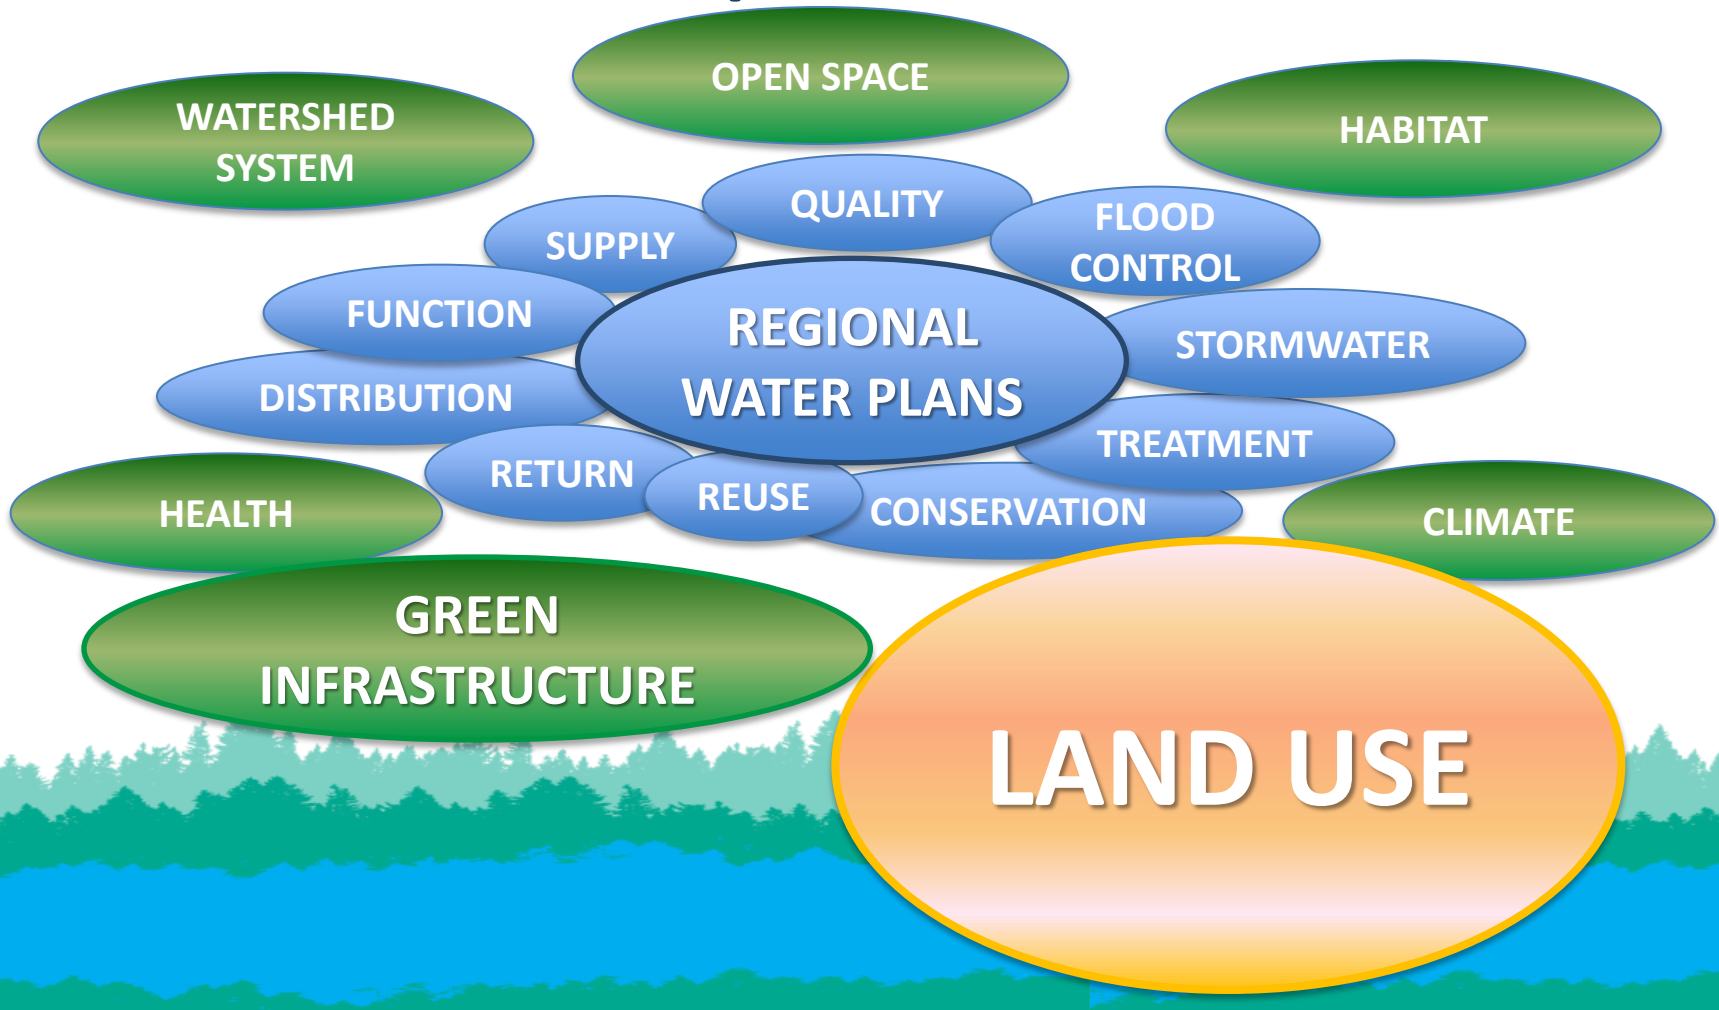 OPEN SPACE
WATERSHED
SYSTEM
HABITAT
QUALITY
SUPPLY
FLOOD
CONTROL
FUNCTION
REGIONAL
WATER PLANS
STORMWATER
DISTRIBUTION
TREATMENT
RETURN
REUSE
CONSERVATION
HEALTH
CLIMATE
GREEN
INFRASTRUCTURE
LAND USE